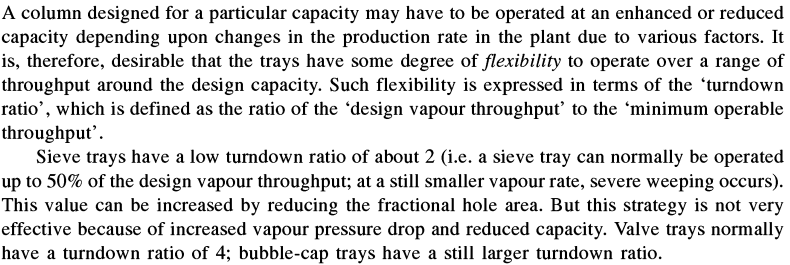 A column designed for a particular capacity may have to be operated at an enhanced or reduced
capacity depending upon changes in the production rate in the plant due to various factors. It
is, therefore, desirable that the trays have some degree of flexibility to operate over a range of
throughput around the design capacity. Such flexibility is expressed in terms of the ‘turndown
ratio’, which is defined as the ratio of the ‘design vapour throughput’ to the ‘minimum operable
throughput’.
Sieve trays have a low turndown ratio of about 2 (i.e. a sieve tray can normally be operated
up to 50% of the design vapour throughput; at a still smaller vapour rate, severe weeping occurs).
This value can be increased by reducing the fractional hole area. But this strategy is not very
effective because of increased vapour pressure drop and reduced capacity. Valve trays normally
have a turndown ratio of 4; bubble-cap trays have a still larger turndown ratio.